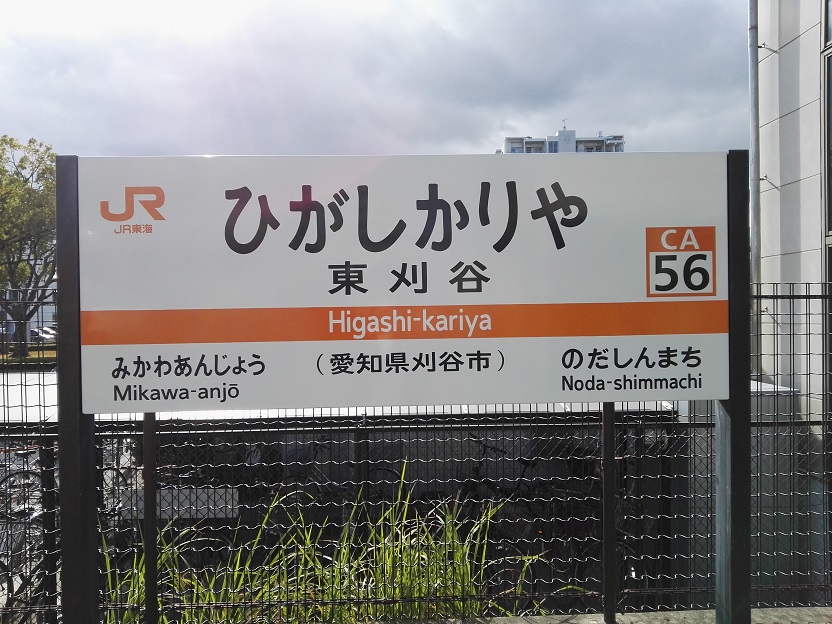 JR
JR東海
ひがしかりや
東刈谷
CA
56
Higashi-kariya
みかわあんじょう
Mikawa-anjō
（愛知県刈谷市）
のだしんまち
Noda-shimmachi